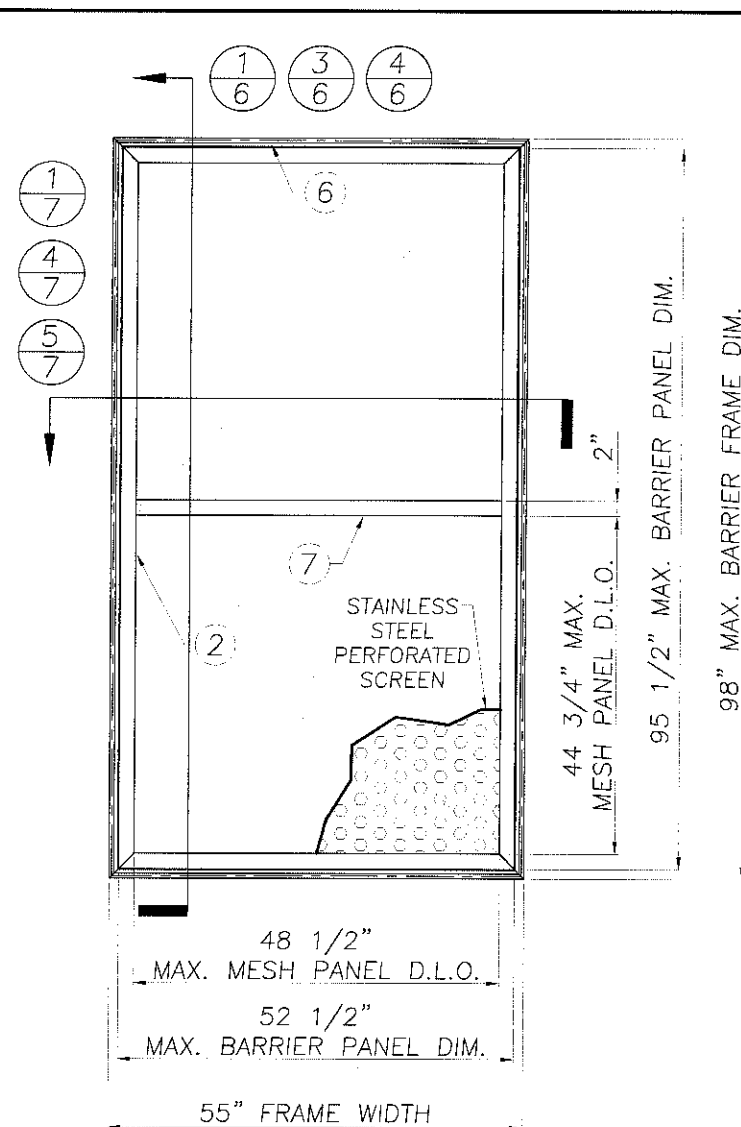 1 3 4
6 6 6
1
7
4
7
5
7
6
7
2
STAINLESS
STEEL
PERFORATED
SCREEN
2"
44 3/4" MAX.
MESH PANEL D.L.O.
95 1/2" MAX. BARRIER PANEL DIM.
98" MAX. BARRIER FRAME DIM.
48 1/2"
MAX. MESH PANEL D.L.O.
52 1/2"
MAX. BARRIER PANEL DIM.
55" FRAME WIDTH